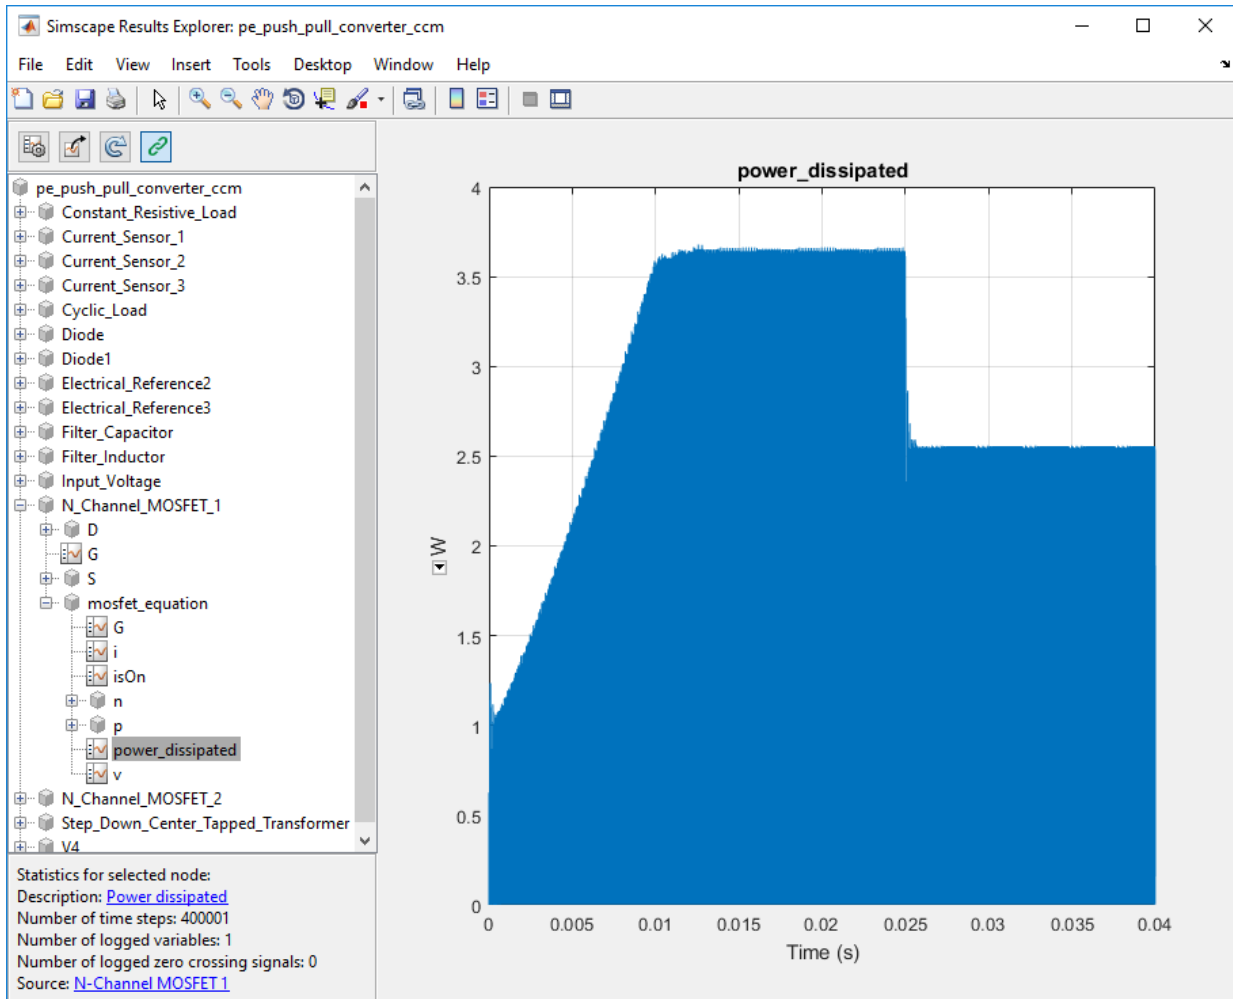 Simscape Results Explorer: pe_push_pull_converter_ccm
File Edit View Insert Tools Desktop Window Help
pe_push_pull_converter_ccm
Constant_Resistive_Load
Current_Sensor_1
Current_Sensor_2
Current_Sensor_3
Cyclic_Load
Diode
Diode1
Electrical_Reference2
Electrical_Reference3
Filter_Capacitor
Filter_Inductor
Input_Voltage
N_Channel_MOSFET_1
D
G
S
mosfet_equation
G
i
isOn
n
p
power_dissipated
v
N_Channel_MOSFET_2
Step_Down_Center_Tapped_Transformer
V4
Statistics for selected node:
Description: Power dissipated
Number of time steps: 400001
Number of logged variables: 1
Number of logged zero crossing signals: 0
Source: N-Channel MOSFET 1
power_dissipated
4
3.5
3
2.5
2
1.5
1
0.5
0
W
0 0.005 0.01 0.015 0.02 0.025 0.03 0.035 0.04
Time (s)